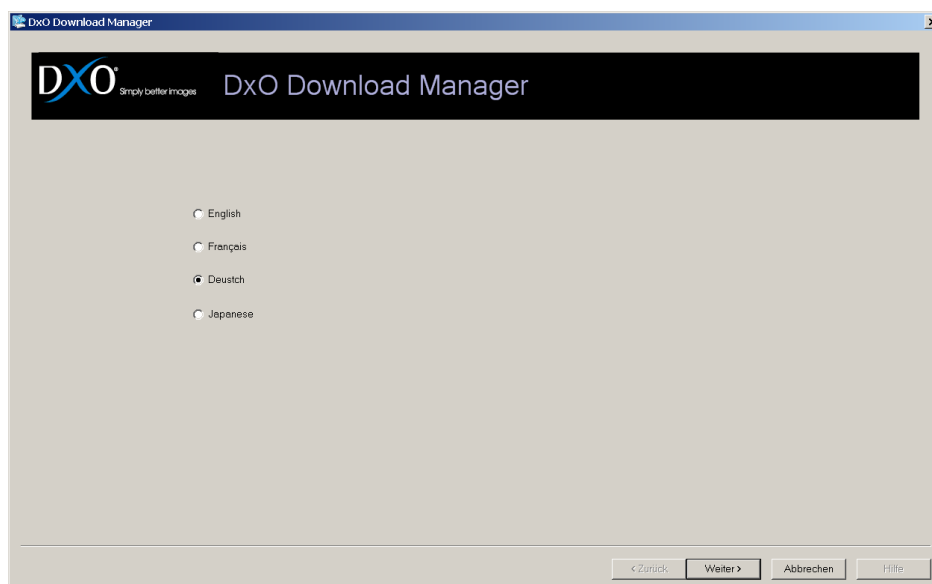 DxO Download Manager
DxO® Simply better images DxO Download Manager
English
Français
Deustch
Japanese
< Zurück Weiter > Abbrechen Hilfe